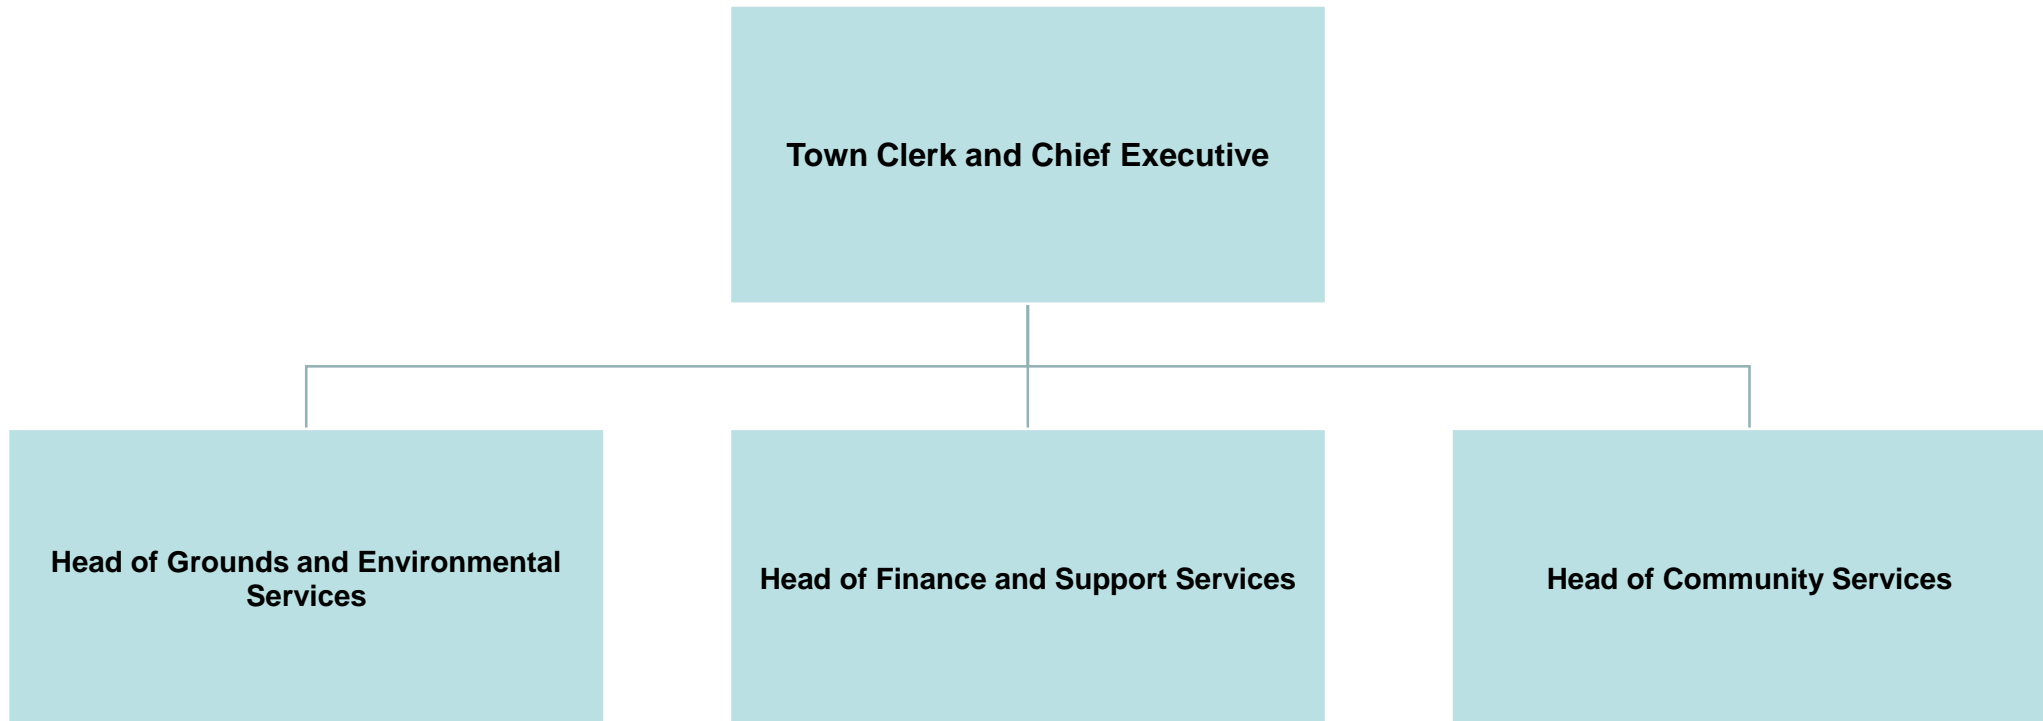 Town Clerk and Chief Executive
Head of Grounds and Environmental
Services
Head of Finance and Support Services
Head of Community Services